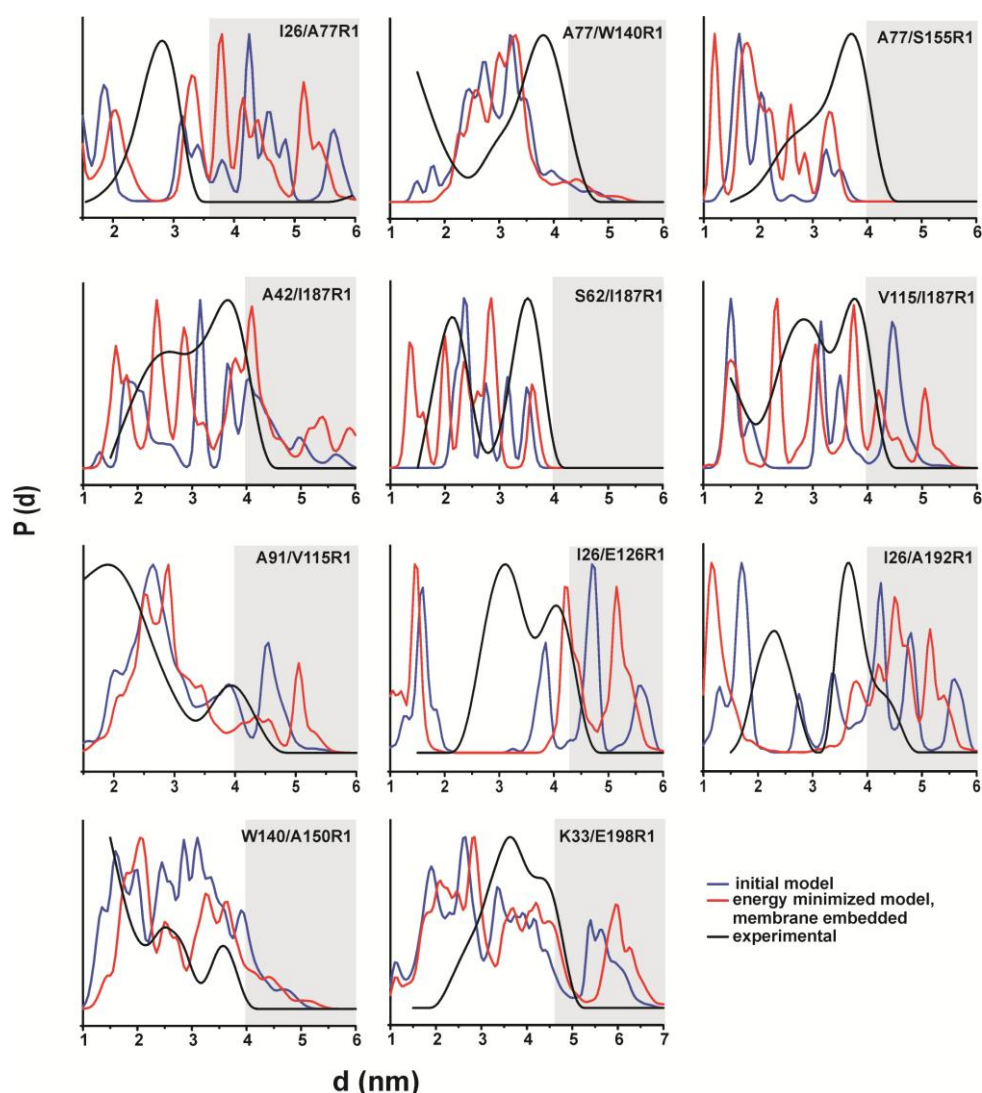 I26/A77R1
2 3 4 5 6
A77/W140R1
1 2 3 4 5 6
A77/S155R1
1 2 3 4 5 6
A42/I187R1
1 2 3 4 5 6
S62/I187R1
1 2 3 4 5 6
V115/I187R1
1 2 3 4 5 6
P (d)
A91/V115R1
2 3 4 5 6
I26/E126R1
1 2 3 4 5 6
I26/A192R1
1 2 3 4 5 6
W140/A150R1
1 2 3 4 5 6
K33/E198R1
1 2 3 4 5 6 7
initial model
energy minimized model,
membrane embedded
experimental
d (nm)